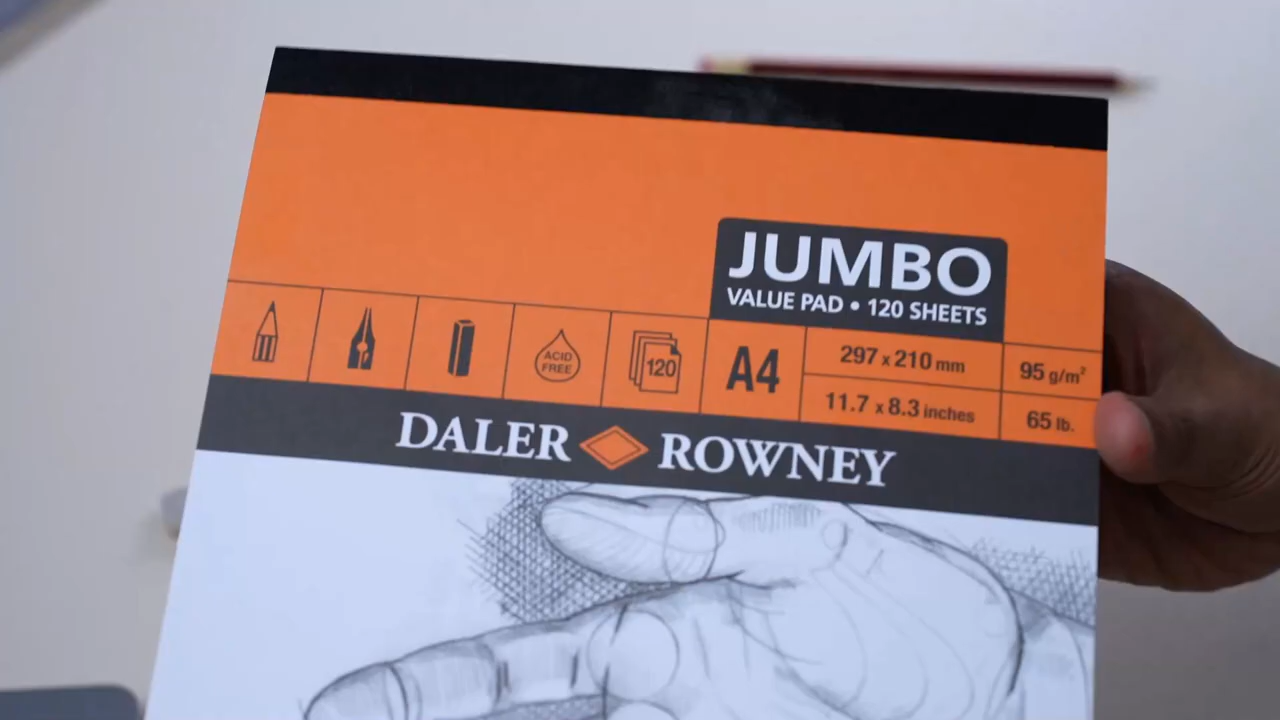 JUMBO
VALUE PAD • 120 SHEETS
ACID
FREE
120
A4
297 x 210 mm
11.7 x 8.3 inches
95 g/m²
65 lb.
DALER ROWNEY